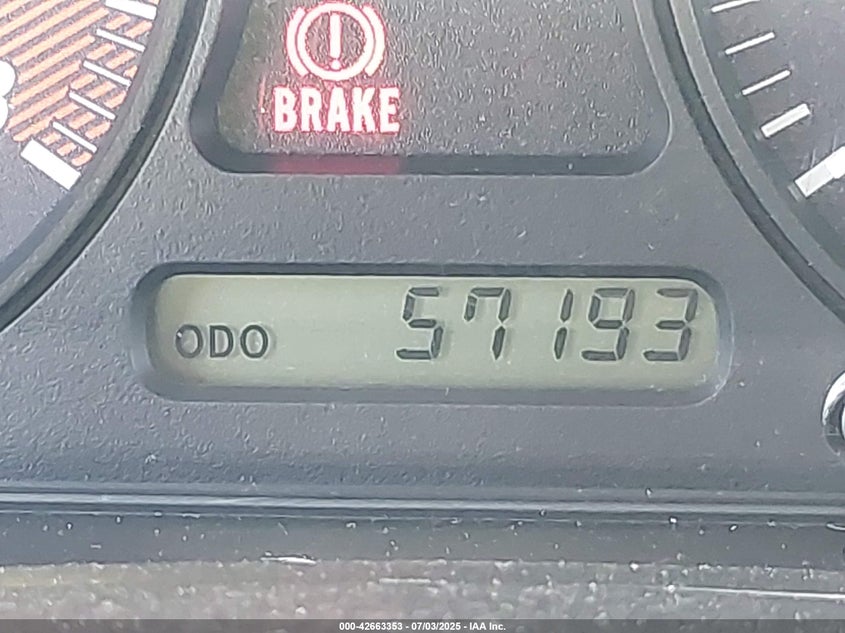 BRAKE
ODO 57193
000-42663353 - 07/03/2025 - IAA Inc.